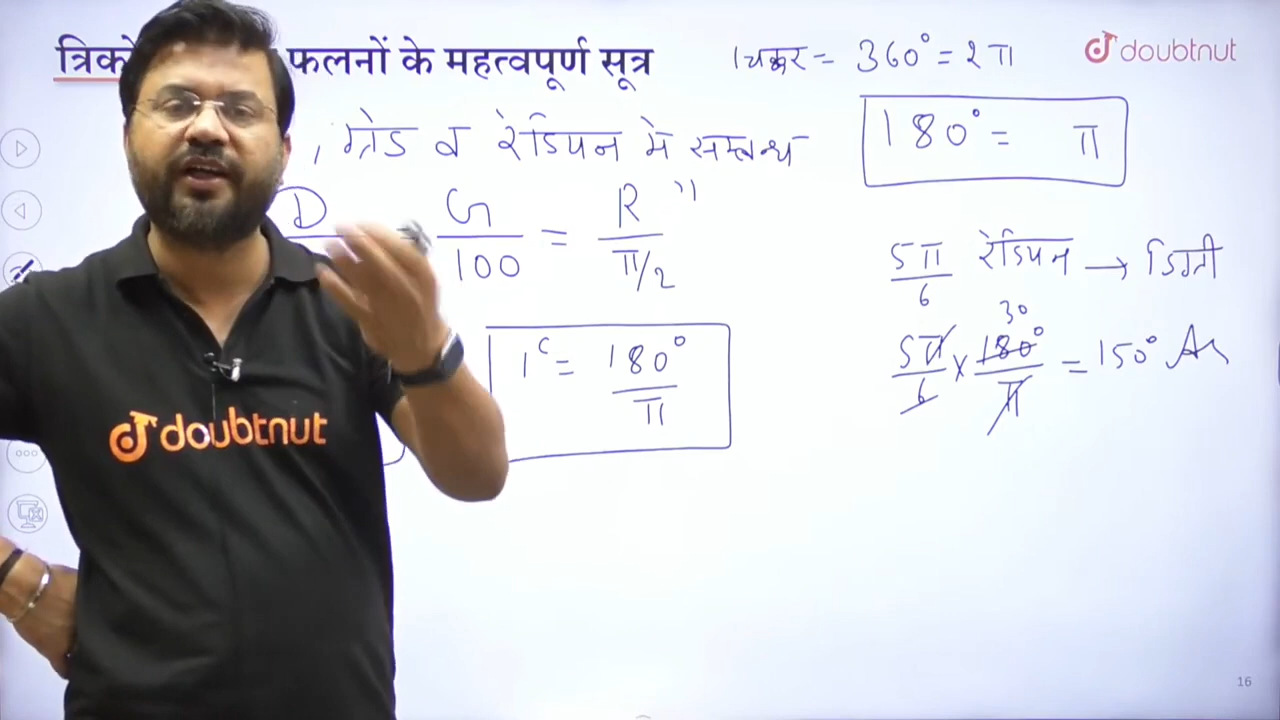 फलनों के महत्वपूर्ण सूत्र
1 चक्कर = 360° = 2π
doubtnut
180° = π
, ग्रेड व रेडियन मे सम्बन्ध
D = G/100 = R/π/2 "
5π/6 रेडियन → डिग्री
1ᶜ = 180°/π
30
5π/6 × 180°/π = 150° Ans
doubtnut
16